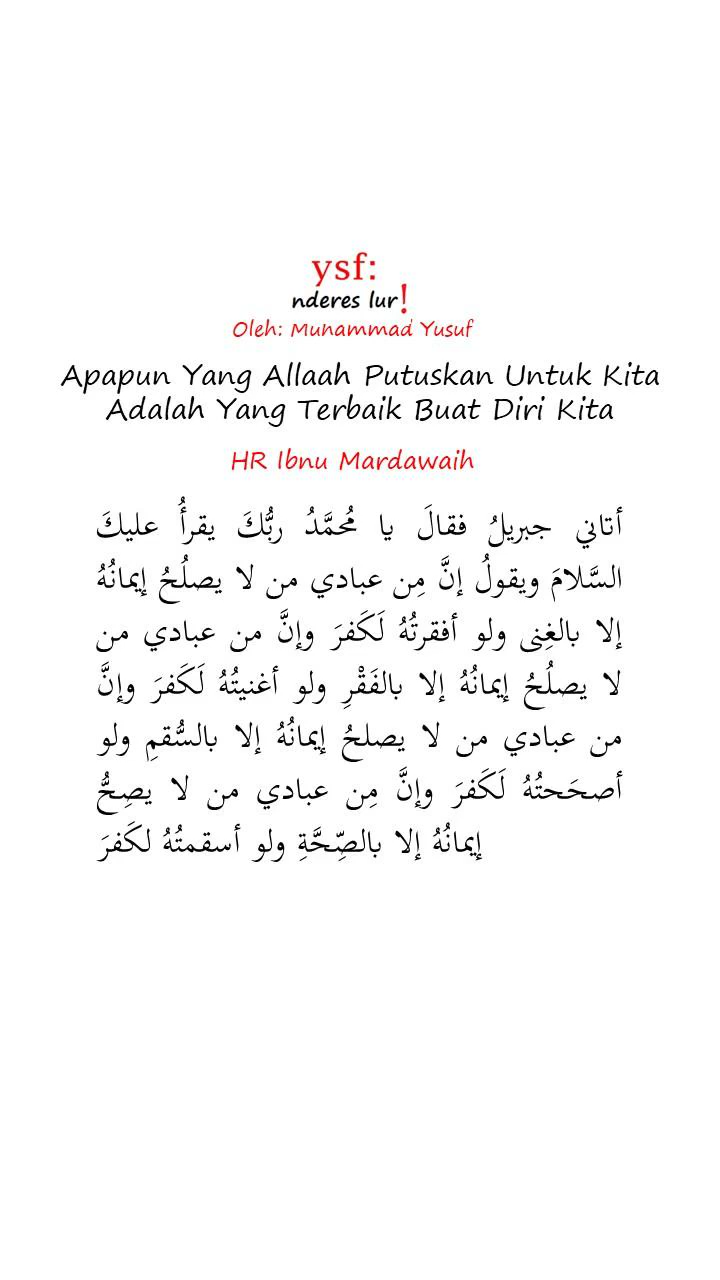 ysf:
nderes lur!
Oleh: Muhammad Yusuf
Apapun Yang Allaah Putuskan Untuk Kita
Adalah Yang Terbaik Buat Diri Kita
HR Ibnu Mardawaih
أتاني جبريلُ فقالَ يا مُحمَّدُ ربُّكَ يقرأُ عليكَ
السَّلامَ ويقولُ إنَّ مِن عبادي من لا يصلُحُ إيمانُهُ
إلا بالغِنى ولو أفقرتُهُ لَكَفرَ وإنَّ من عبادي من
لا يصلُحُ إيمانُهُ إلا بالفَقْرِ ولو أغنيتُهُ لَكَفرَ وإنَّ
من عبادي من لا يصلحُ إيمانُهُ إلا بالسُّقمِ ولو
أصحَحتُهُ لَكَفرَ وإنَّ مِن عبادي من لا يصِحُّ
إيمانُهُ إلا بالصِّحَّةِ ولو أسقمتُهُ لكَفرَ